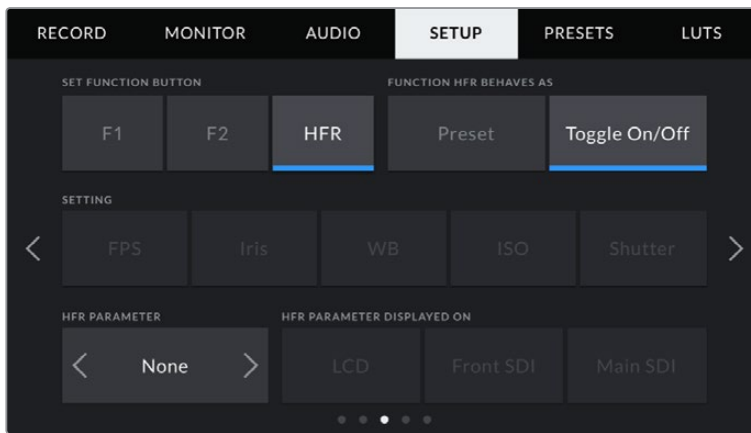 RECORD MONITOR AUDIO SETUP PRESETS LUTS
SET FUNCTION BUTTON FUNCTION HFR BEHAVES AS
F1 F2 HFR Preset Toggle On/Off
SETTING
FPS Iris WB ISO Shutter
HFR PARAMETER HFR PARAMETER DISPLAYED ON
None LCD Front SDI Main SDI